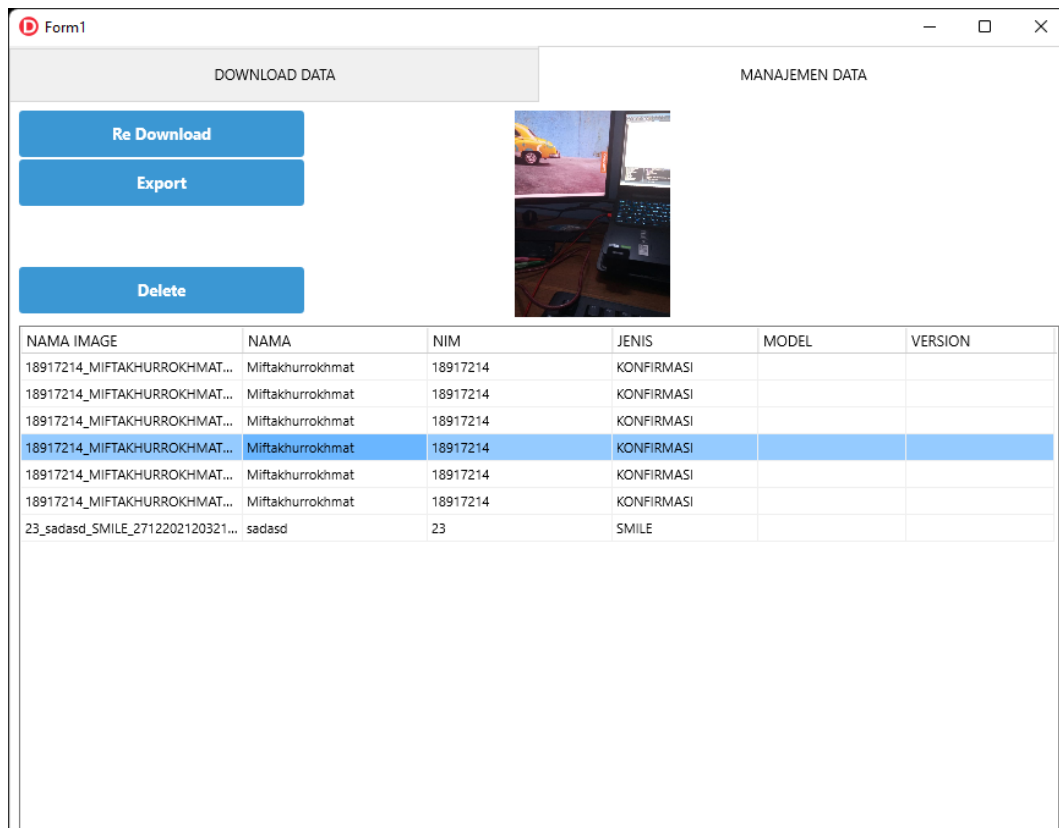 Form1
DOWNLOAD DATA MANAJEMEN DATA
Re Download
Export
Delete
NAMA IMAGE NAMA NIM JENIS MODEL VERSION
18917214_MIFTAKHURROKHMAT... Miftakhurrokhmat 18917214 KONFIRMASI
18917214_MIFTAKHURROKHMAT... Miftakhurrokhmat 18917214 KONFIRMASI
18917214_MIFTAKHURROKHMAT... Miftakhurrokhmat 18917214 KONFIRMASI
18917214_MIFTAKHURROKHMAT... Miftakhurrokhmat 18917214 KONFIRMASI
18917214_MIFTAKHURROKHMAT... Miftakhurrokhmat 18917214 KONFIRMASI
18917214_MIFTAKHURROKHMAT... Miftakhurrokhmat 18917214 KONFIRMASI
23_sadasd_SMILE_2712202120321... sadasd 23 SMILE